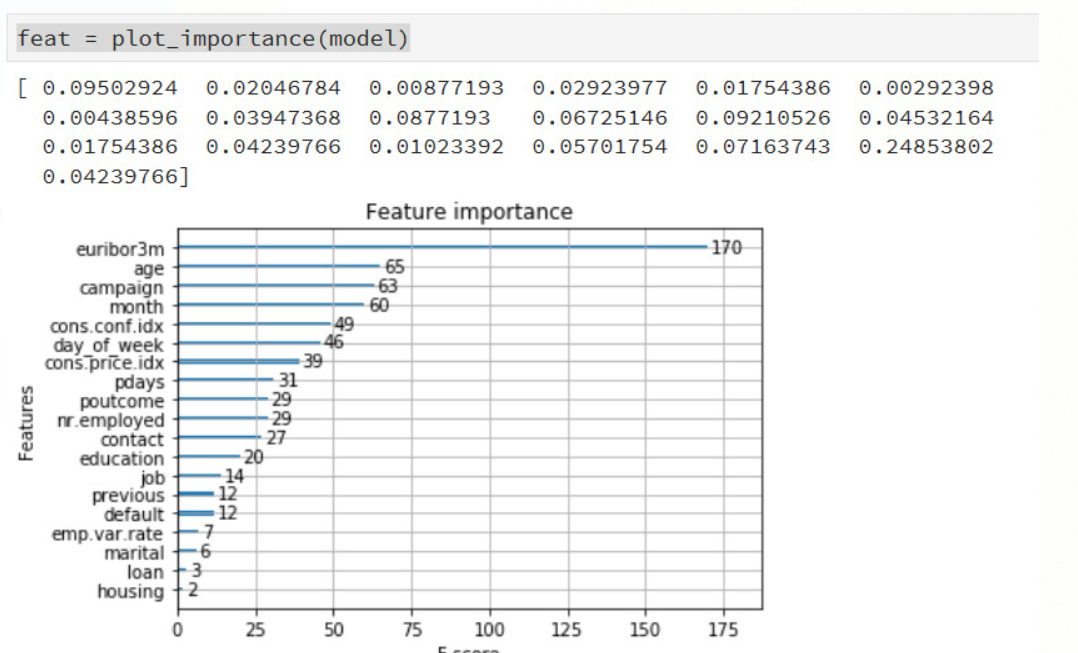 feat = plot_importance(model)
[ 0.09502924 0.02046784 0.00877193 0.02923977 0.01754386 0.00292398
0.00438596 0.03947368 0.0877193 0.06725146 0.09210526 0.04532164
0.01754386 0.04239766 0.01023392 0.05701754 0.07163743 0.24853802
0.04239766]
Feature importance
euribor3m 170
age 65
campaign 63
month 60
cons.conf.idx 49
day_of_week 46
cons.price.idx 39
pdays 31
poutcome 29
nr.employed 29
contact 27
education 20
job 14
previous 12
default 12
emp.var.rate 7
marital 6
loan 3
housing 2
Features
0 25 50 75 100 125 150 175